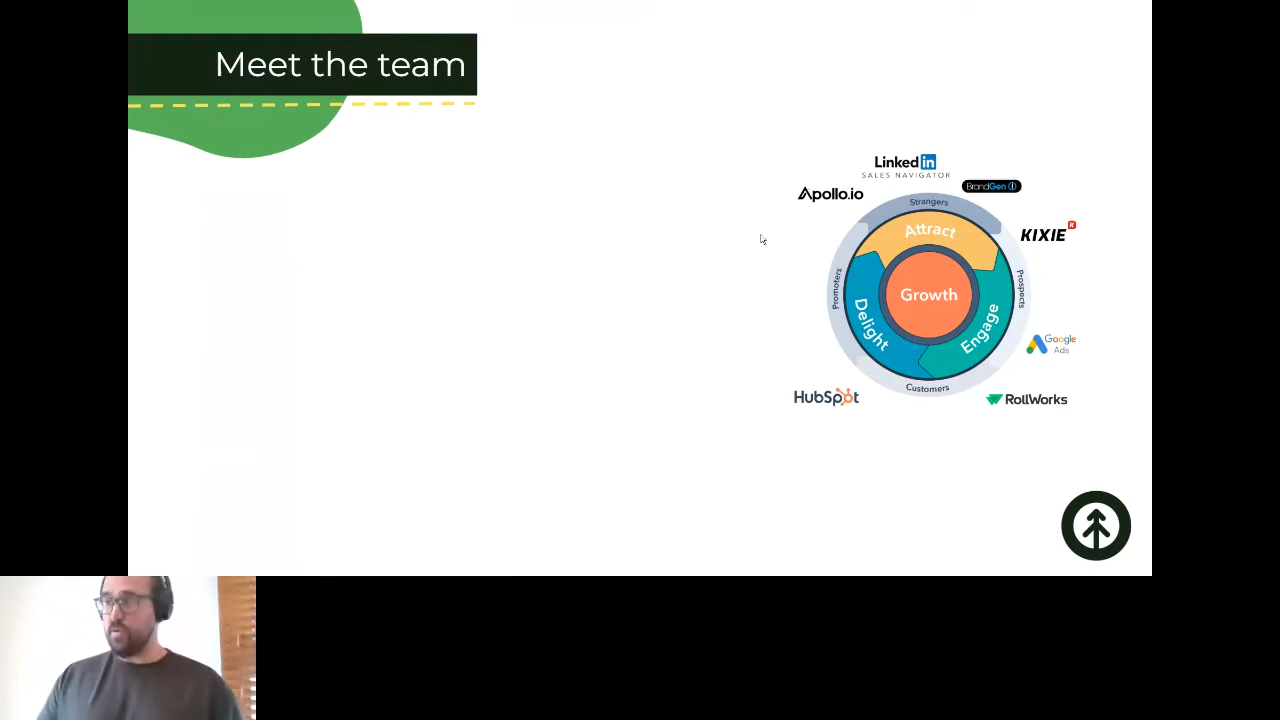 Meet the team
Linked in
SALES NAVIGATOR
Apollo.io
BrandGen
KIXIE K
Strangers
Attract
Growth
Promoters
Prospects
Delight
Engage
Google
Ads
Customers
HubSpot
RollWorks